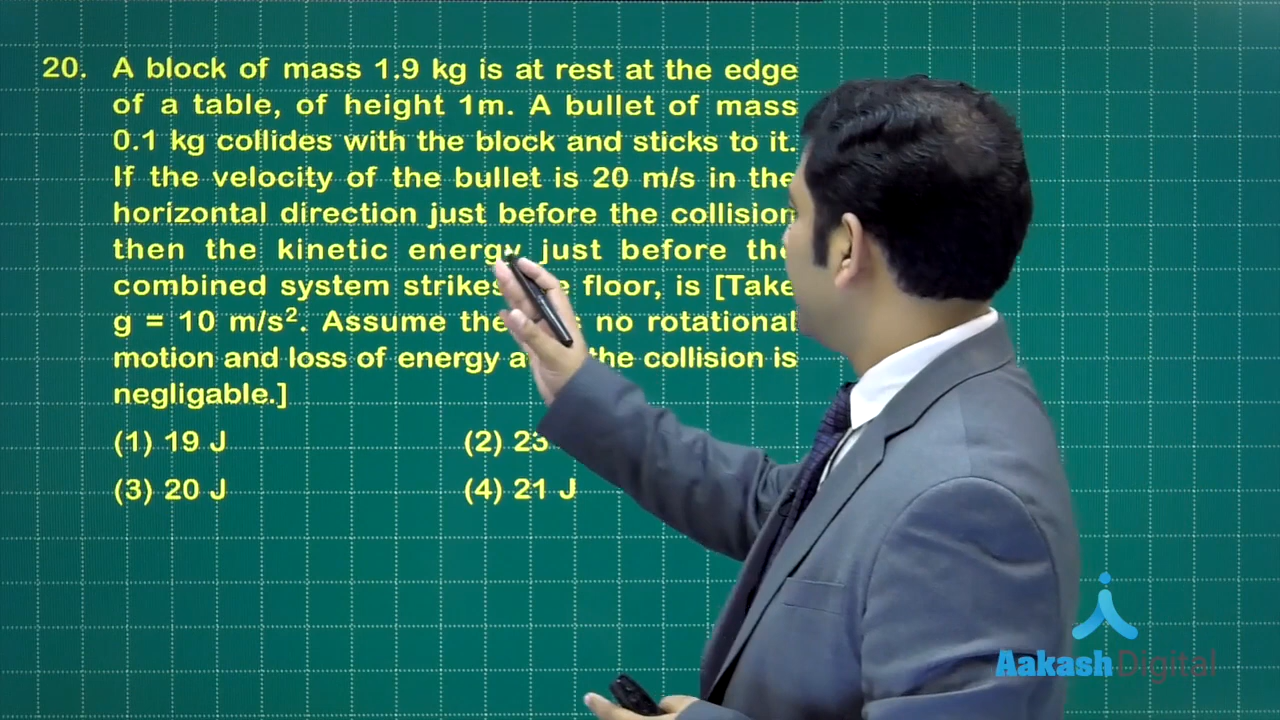 20. A block of mass 1.9 kg is at rest at the edge
of a table, of height 1m. A bullet of mass
0.1 kg collides with the block and sticks to it.
If the velocity of the bullet is 20 m/s in the
horizontal direction just before the collision
then the kinetic energy just before the
combined system strikes floor, is [Take
g = 10 m/s². Assume no rotational
motion and loss of energy the collision is
negligable.]
(1) 19 J (2) 23
(3) 20 J (4) 21 J
Aakash Digital